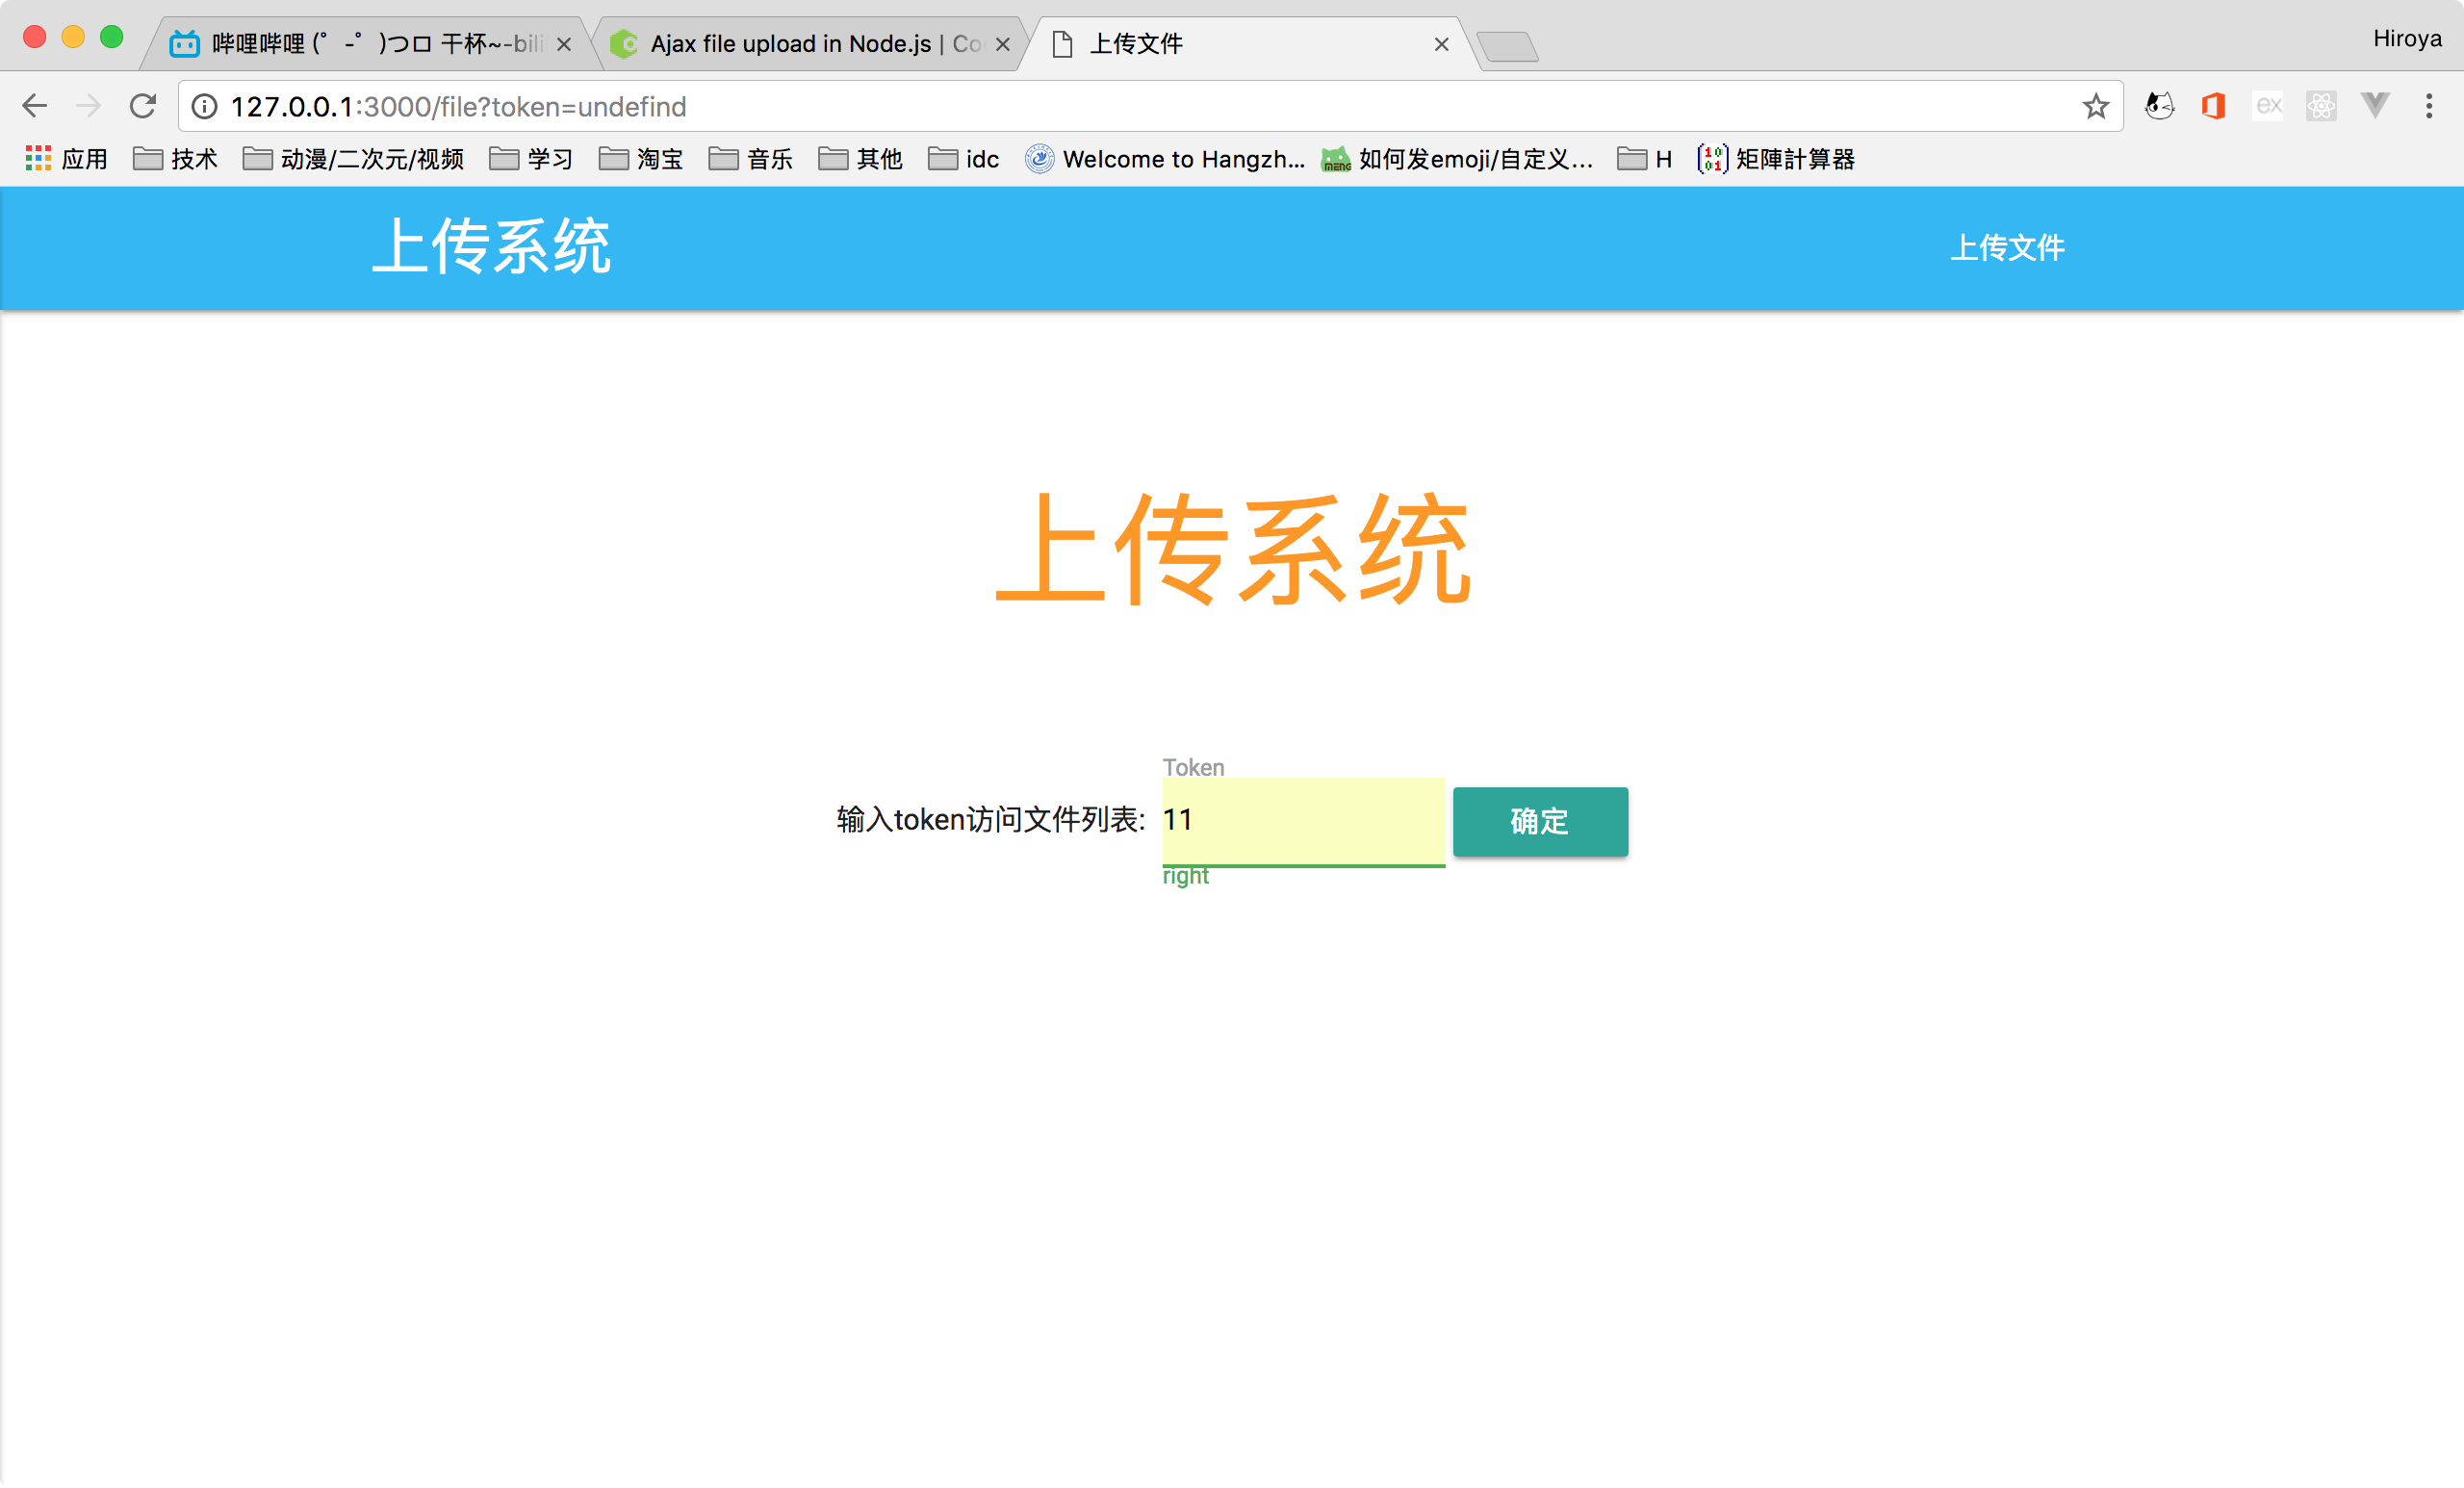 哔哩哔哩 (゜-゜)つロ 干杯~-bili
Ajax file upload in Node.js | Co
上传文件
Hiroya
127.0.0.1:3000/file?token=undefind
应用 技术 动漫/二次元/视频 学习 淘宝 音乐 其他 idc Welcome to Hangzh... 如何发emoji/自定义... H 矩陣計算器
上传系统
上传文件
上传系统
Token
输入token访问文件列表: 11 确定
right